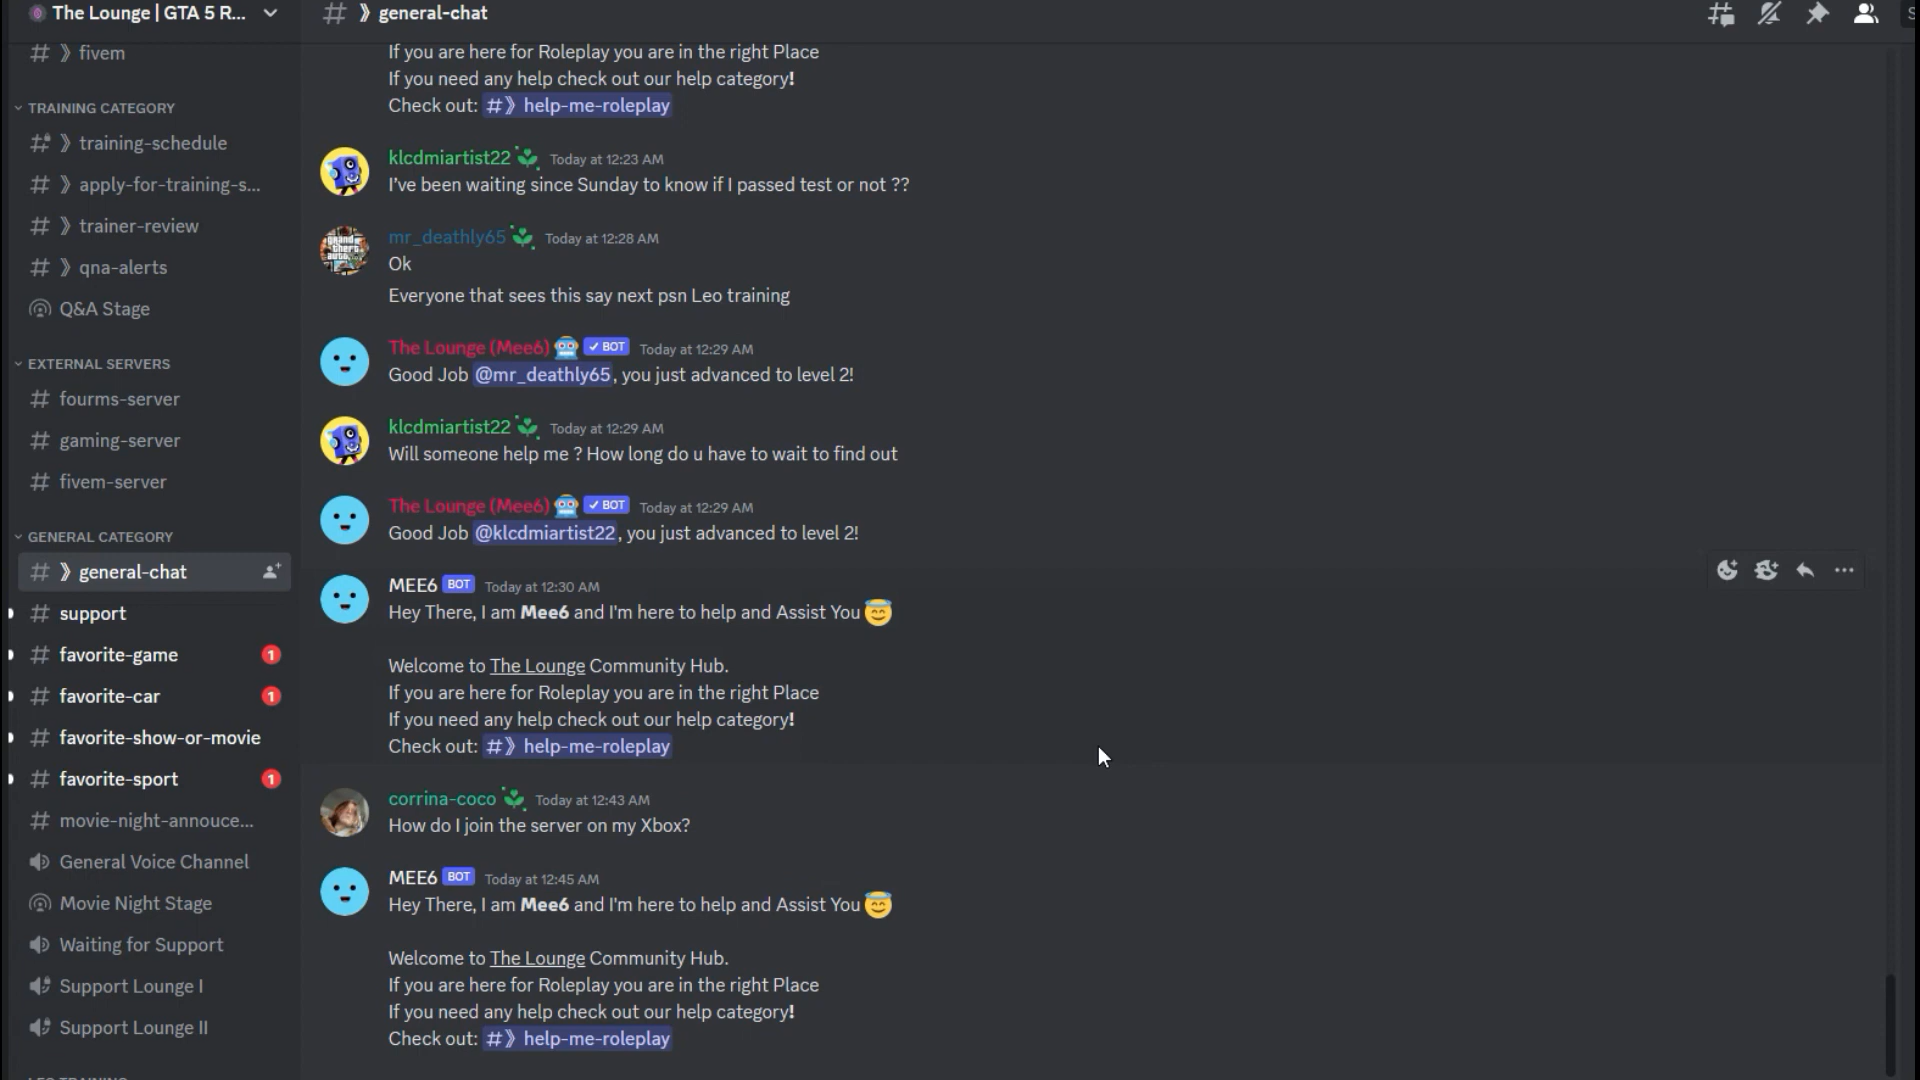 The Lounge | GTA 5 R...
》fivem
TRAINING CATEGORY
》training-schedule
》apply-for-training-s...
》trainer-review
》qna-alerts
Q&A Stage
EXTERNAL SERVERS
fourms-server
gaming-server
fivem-server
GENERAL CATEGORY
》general-chat
support
favorite-game 1
favorite-car 1
favorite-show-or-movie
favorite-sport 1
movie-night-annouce...
General Voice Channel
Movie Night Stage
Waiting for Support
Support Lounge I
Support Lounge II
# 》general-chat
If you are here for Roleplay you are in the right Place
If you need any help check out our help category!
Check out: #》help-me-roleplay
klcdmiartist22 Today at 12:23 AM
I've been waiting since Sunday to know if I passed test or not ??
mr_deathly65 Today at 12:28 AM
Ok
Everyone that sees this say next psn Leo training
The Lounge (Mee6) ✓ BOT Today at 12:29 AM
Good Job @mr_deathly65, you just advanced to level 2!
klcdmiartist22 Today at 12:29 AM
Will someone help me ? How long do u have to wait to find out
The Lounge (Mee6) ✓ BOT Today at 12:29 AM
Good Job @klcdmiartist22, you just advanced to level 2!
MEE6 BOT Today at 12:30 AM
Hey There, I am Mee6 and I'm here to help and Assist You 😇
Welcome to The Lounge Community Hub.
If you are here for Roleplay you are in the right Place
If you need any help check out our help category!
Check out: #》help-me-roleplay
corrina-coco Today at 12:43 AM
How do I join the server on my Xbox?
MEE6 BOT Today at 12:45 AM
Hey There, I am Mee6 and I'm here to help and Assist You 😇
Welcome to The Lounge Community Hub.
If you are here for Roleplay you are in the right Place
If you need any help check out our help category!
Check out: #》help-me-roleplay